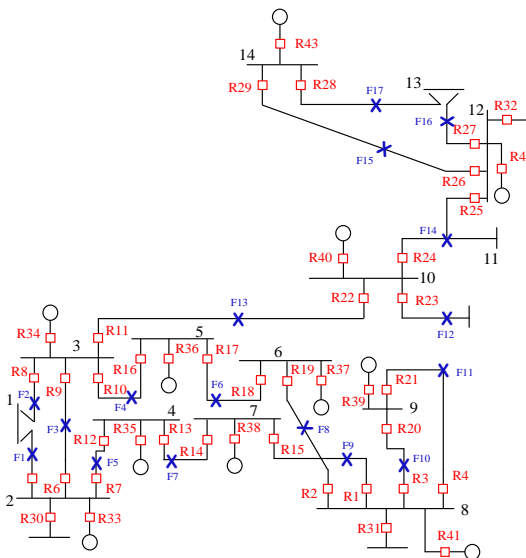 R43
14
R29
R28
F17
13
12
R32
F16
R27
F15
R26
R4
R25
F14
11
R40
R24
10
R22
R23
F12
F13
R34
R11
3
R8
R9
R10
F2
1
F1
F3
F4
R16
R36
5
R17
F6
R18
6
R19
R37
R12
R35
4
R13
F5
F7
R14
7
R38
R15
F8
F9
R39
R21
9
R20
F11
F10
R6
R7
2
R30
R33
R2
R1
R3
R4
8
R31
R41